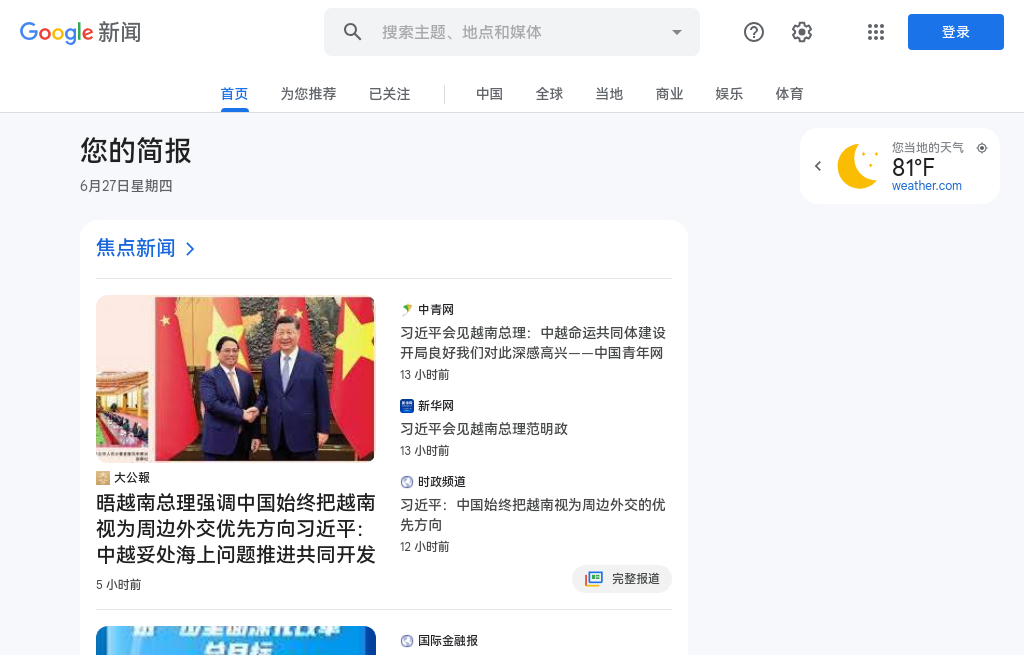 Google 新闻
搜索主题、地点和媒体
登录
首页
为您推荐
已关注
中国
全球
当地
商业
娱乐
体育
您的简报
6月27日星期四
您当地的天气
81°F
weather.com
焦点新闻
大公報
晤越南总理强调中国始终把越南
视为周边外交优先方向习近平：
中越妥处海上问题推进共同开发
5 小时前
中青网
习近平会见越南总理：中越命运共同体建设
开局良好我们对此深感高兴——中国青年网
13 小时前
新华网
习近平会见越南总理范明政
13 小时前
时政频道
习近平：中国始终把越南视为周边外交的优
先方向
12 小时前
完整报道
总目标
国际金融报